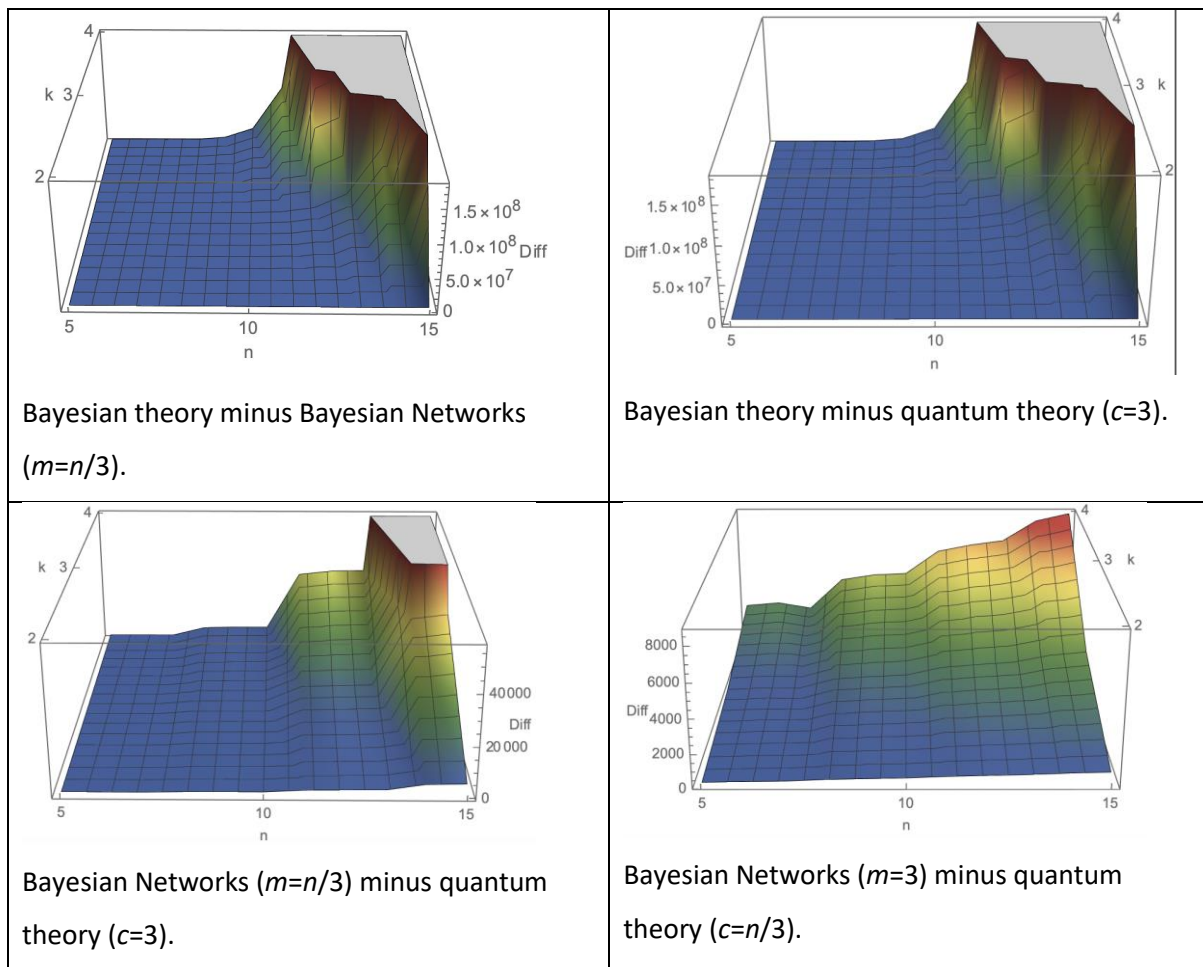 4
k 3
2
1.5×10⁸
1.0×10⁸ Diff
5.0×10⁷
0
5 10 15
n
Bayesian theory minus Bayesian Networks
(m=n/3).
4
3 k
2
1.5×10⁸
Diff 1.0×10⁸
5.0×10⁷
0
5 10 15
n
Bayesian theory minus quantum theory (c=3).
4
k 3
2
40000
Diff
20000
0
5 10 15
n
Bayesian Networks (m=n/3) minus quantum
theory (c=3).
4
3 k
2
8000
6000
Diff 4000
2000
0
5 10 15
n
Bayesian Networks (m=3) minus quantum
theory (c=n/3).